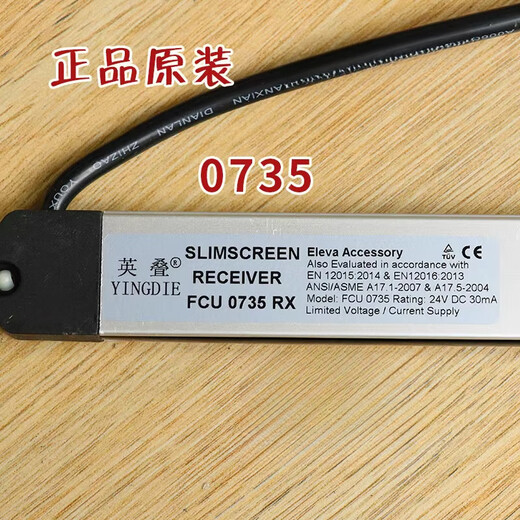 正品原装
0735
DIANLAN
ZHIZAO
英叠®
YINGDIE
SLIMSCREEN
RECEIVER
FCU 0735 RX
Eleva Accessory
Also Evaluated in accordance with
EN 12015:2014 & EN12016:2013
ANSI/ASME A17.1-2007 & A17.5-2004
Model: FCU 0735 Rating: 24V DC 30mA
Limited Voltage / Current Supply
TÜV
CE